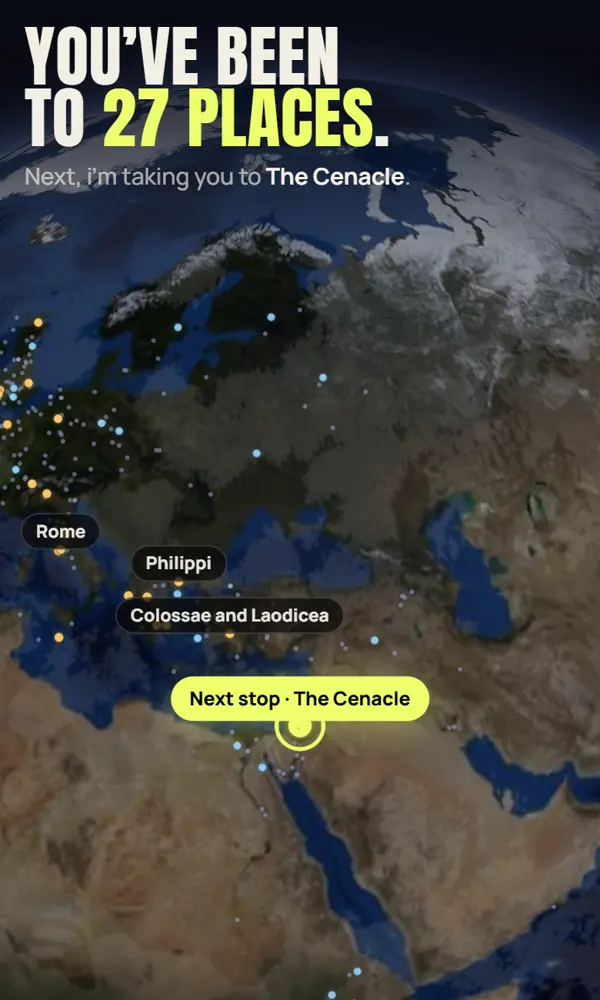 YOU’VE BEEN
TO 27 PLACES.
Next, i’m taking you to The Cenacle.
Rome
Philippi
Colossae and Laodicea
Next stop · The Cenacle